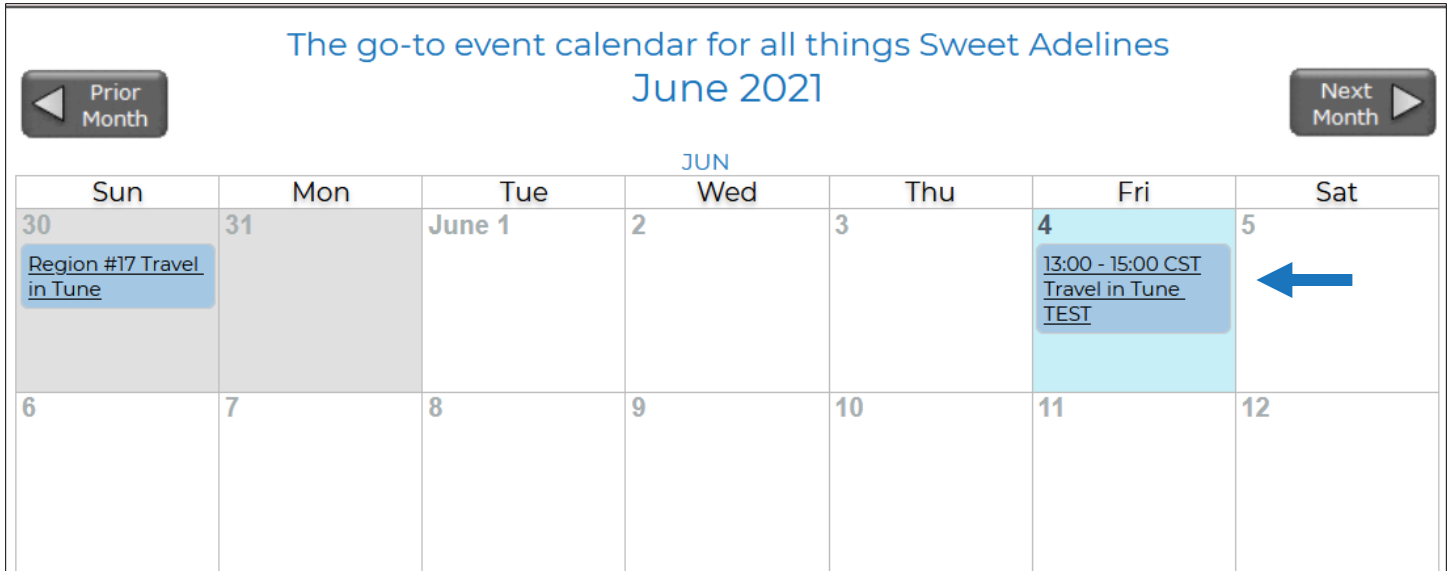 The go-to event calendar for all things Sweet Adelines
June 2021
Prior
Month
Next
Month
JUN
Sun Mon Tue Wed Thu Fri Sat
30 31 June 1 2 3 4 5
Region #17 Travel
in Tune
13:00 - 15:00 CST
Travel in Tune
TEST
6 7 8 9 10 11 12